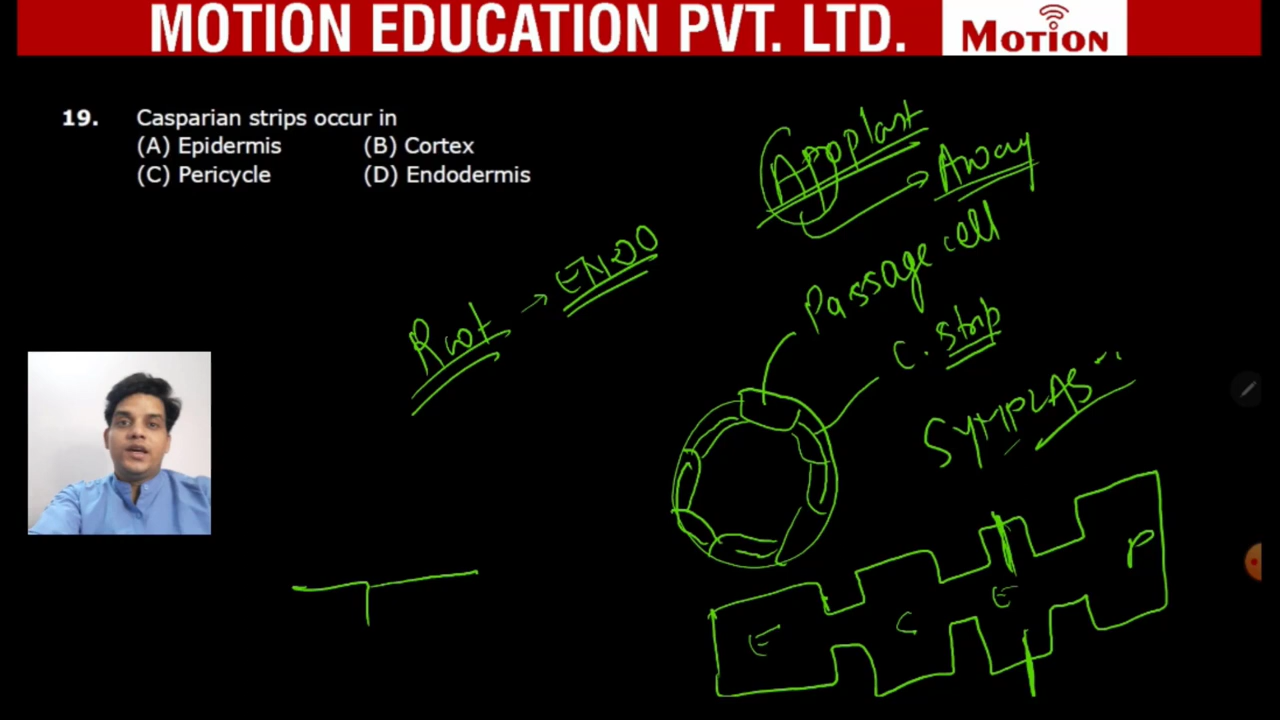 MOTION EDUCATION PVT. LTD.
MOTION
19. Casparian strips occur in
(A) Epidermis (B) Cortex
(C) Pericycle (D) Endodermis
Apoplast
Away
Root → ENDO
Passage cell
C. strip
SYMPLAS
E C E P